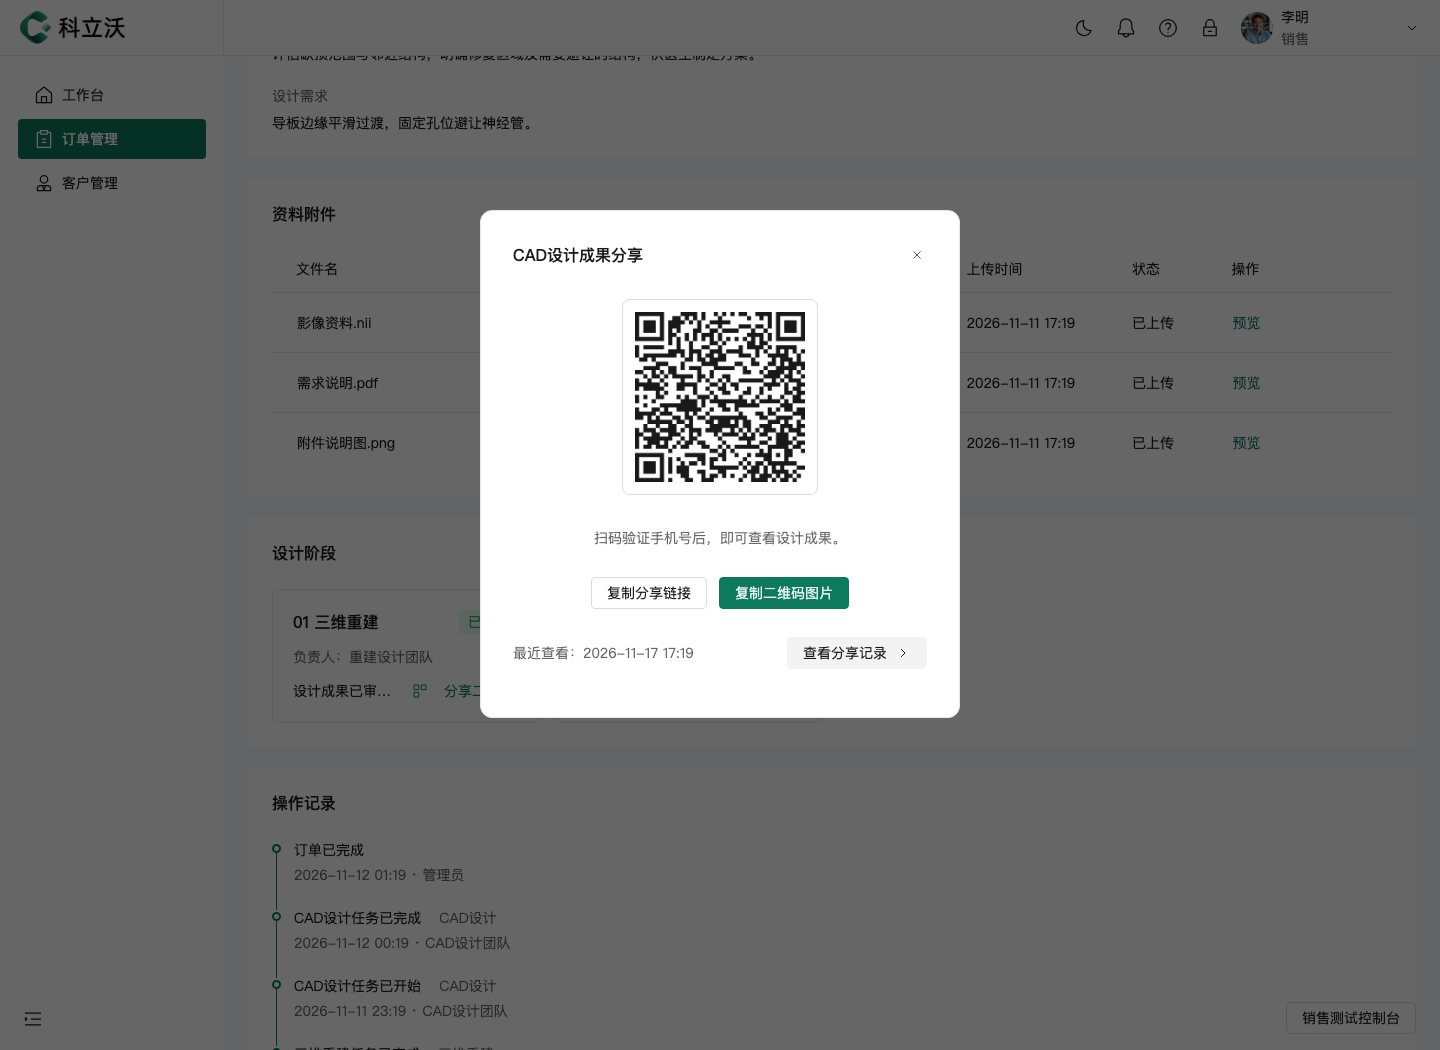 科立沃
李明
销售
工作台
订单管理
客户管理
设计需求
导板边缘平滑过渡，固定孔位避让神经管。
资料附件
文件名
上传时间
状态
操作
影像资料.nii
2026-11-11 17:19
已上传
预览
需求说明.pdf
2026-11-11 17:19
已上传
预览
附件说明图.png
2026-11-11 17:19
已上传
预览
CAD设计成果分享
扫码验证手机号后，即可查看设计成果。
复制分享链接
复制二维码图片
最近查看：2026-11-17 17:19
查看分享记录
设计阶段
01 三维重建
负责人：重建设计团队
设计成果已审...
分享二
操作记录
订单已完成
2026-11-12 01:19 · 管理员
CAD设计任务已完成 CAD设计
2026-11-12 00:19 · CAD设计团队
CAD设计任务已开始 CAD设计
2026-11-11 23:19 · CAD设计团队
销售测试控制台